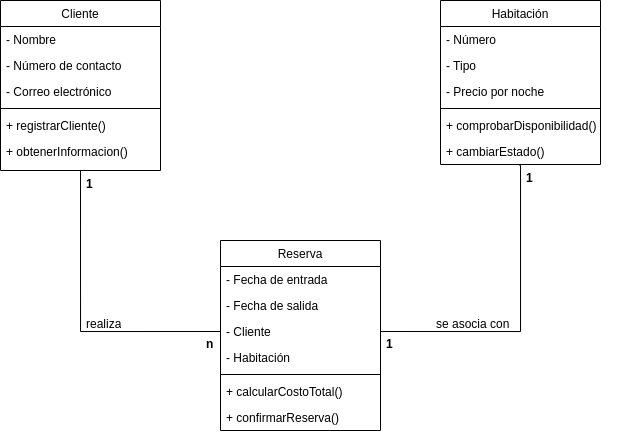 Cliente
- Nombre
- Número de contacto
- Correo electrónico
+ registrarCliente()
+ obtenerInformacion()
1
Habitación
- Número
- Tipo
- Precio por noche
+ comprobarDisponibilidad()
+ cambiarEstado()
1
realiza
n
Reserva
- Fecha de entrada
- Fecha de salida
- Cliente
- Habitación
+ calcularCostoTotal()
+ confirmarReserva()
se asocia con
1